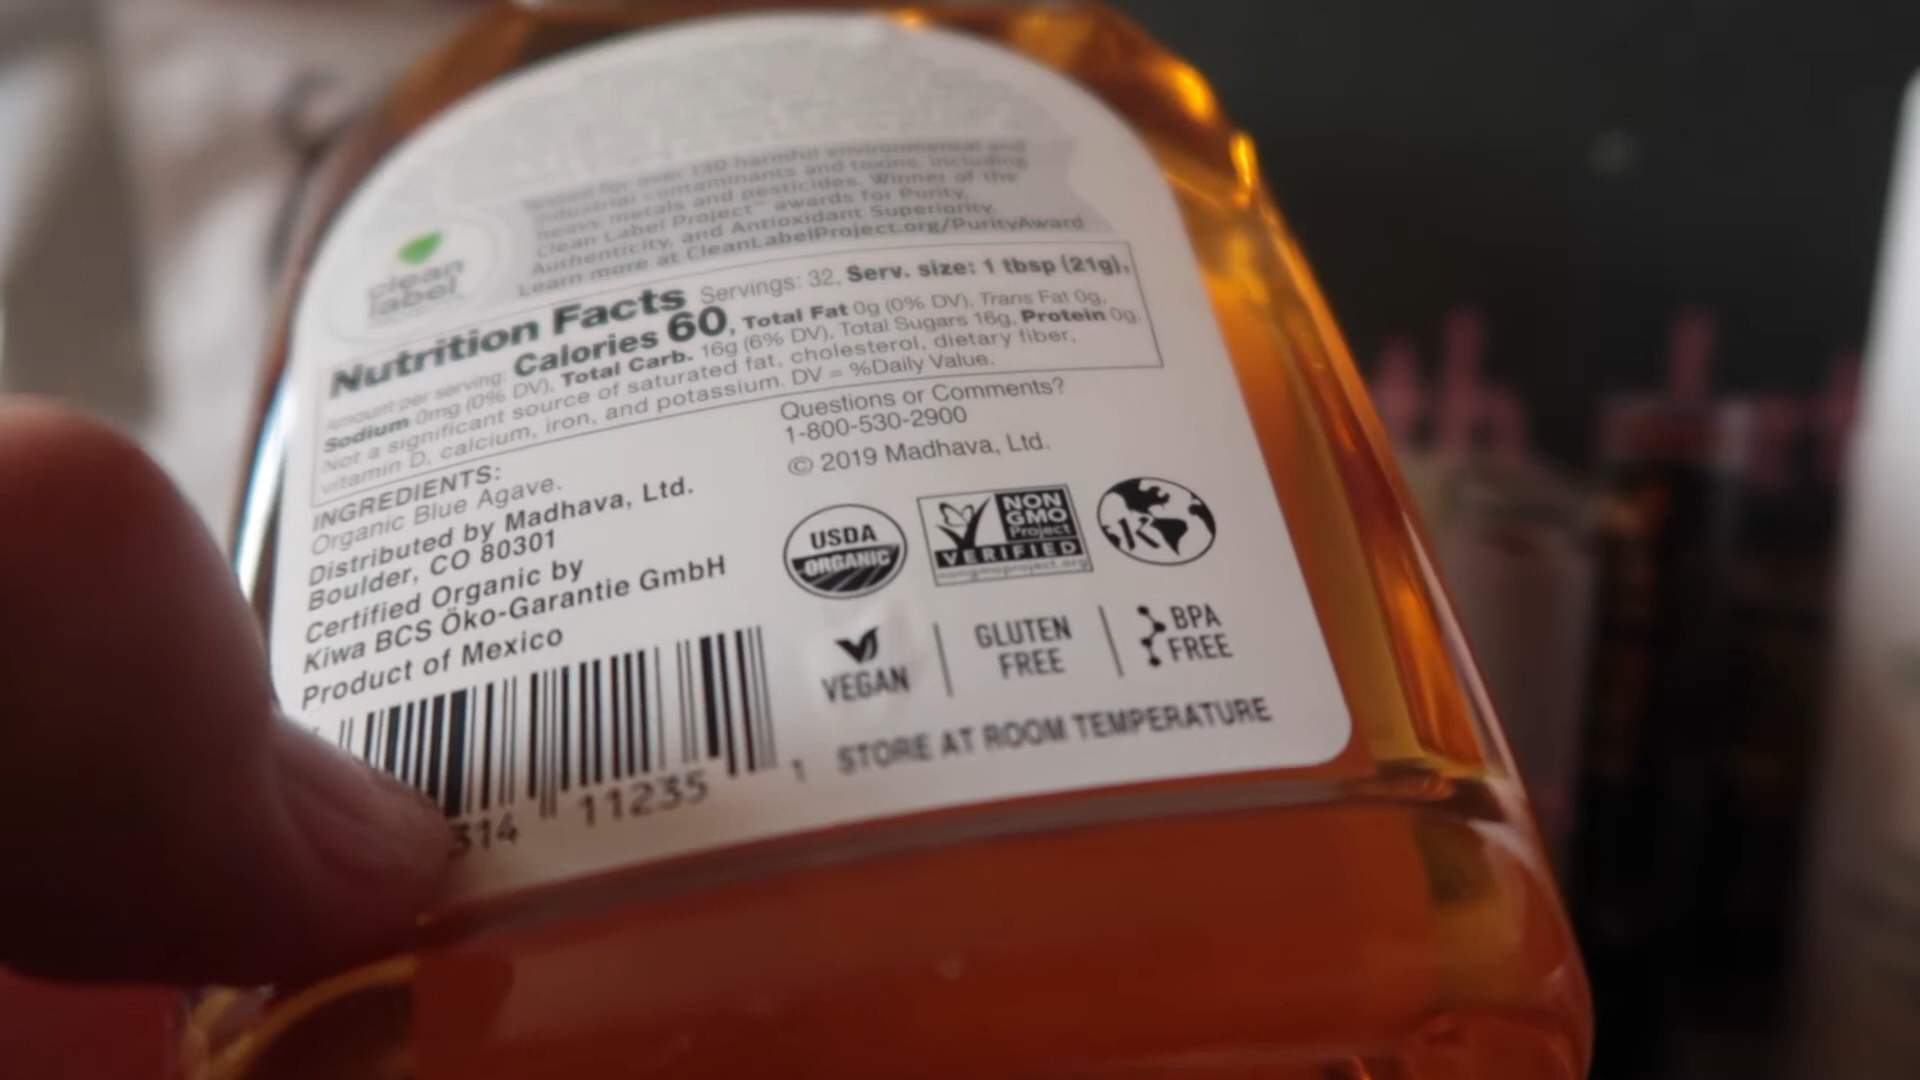 Tested for over 130 harmful environmental and
industrial contaminants and toxins, including
heavy metals and pesticides. Winner of the
Clean Label Project™ awards for Purity,
Authenticity, and Antioxidant Superiority.
Learn more at CleanLabelProject.org/PurityAward
clean
label
Nutrition Facts Servings: 32, Serv. size: 1 tbsp (21g),
Amount per serving: Calories 60, Total Fat 0g (0% DV), Trans Fat 0g,
Sodium 0mg (0% DV), Total Carb. 16g (6% DV), Total Sugars 16g, Protein 0g.
Not a significant source of saturated fat, cholesterol, dietary fiber,
vitamin D, calcium, iron, and potassium. DV = %Daily Value.
INGREDIENTS:
Organic Blue Agave.
Distributed by Madhava, Ltd.
Boulder, CO 80301
Certified Organic by
Kiwa BCS Öko-Garantie GmbH
Product of Mexico
314 11235 1
Questions or Comments?
1-800-530-2900
© 2019 Madhava, Ltd.
USDA
ORGANIC
NON
GMO
Project
VERIFIED
nongmoproject.org
K
VEGAN
GLUTEN
FREE
BPA
FREE
STORE AT ROOM TEMPERATURE